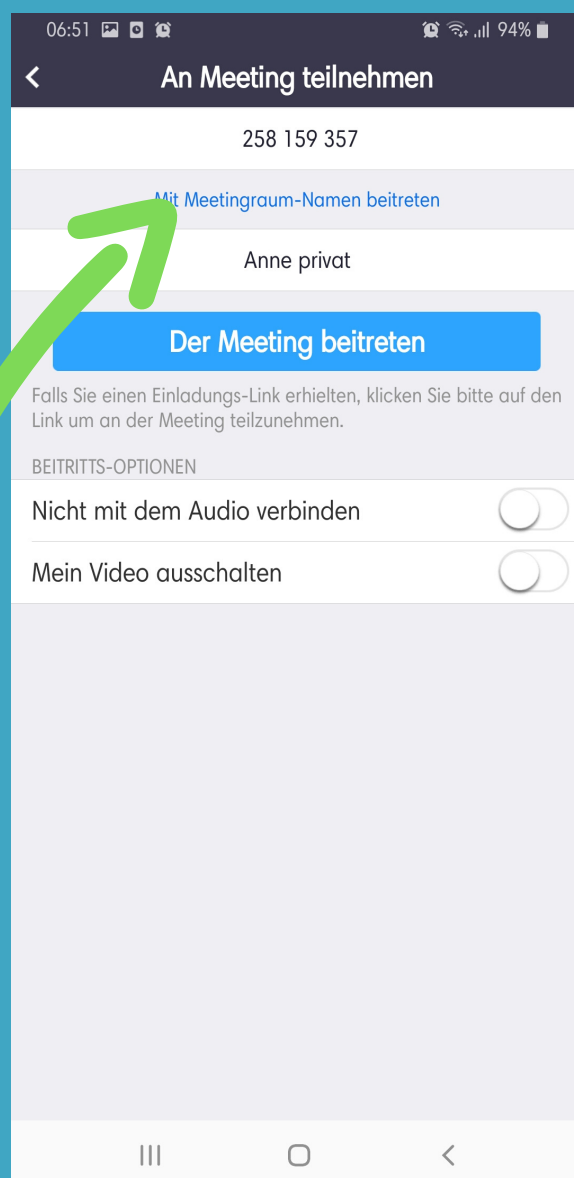 06:51 94%
An Meeting teilnehmen
258 159 357
Mit Meetingraum-Namen beitreten
Anne privat
Der Meeting beitreten
Falls Sie einen Einladungs-Link erhielten, klicken Sie bitte auf den
Link um an der Meeting teilzunehmen.
BEITRITTS-OPTIONEN
Nicht mit dem Audio verbinden
Mein Video ausschalten